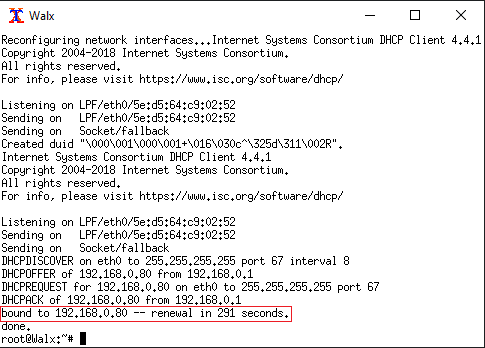 Walx
Reconfiguring network interfaces...Internet Systems Consortium DHCP Client 4.4.1
Copyright 2004-2018 Internet Systems Consortium.
All rights reserved.
For info, please visit https://www.isc.org/software/dhcp/
Listening on LPF/eth0/5e:d5:64:c9:02:52
Sending on   LPF/eth0/5e:d5:64:c9:02:52
Sending on   Socket/fallback
Created duid "\000\001\000\001+\016\030c^\325d\311\002R".
Internet Systems Consortium DHCP Client 4.4.1
Copyright 2004-2018 Internet Systems Consortium.
All rights reserved.
For info, please visit https://www.isc.org/software/dhcp/
Listening on LPF/eth0/5e:d5:64:c9:02:52
Sending on   LPF/eth0/5e:d5:64:c9:02:52
Sending on   Socket/fallback
DHCPDISCOVER on eth0 to 255.255.255.255 port 67 interval 8
DHCPOFFER of 192.168.0.80 from 192.168.0.1
DHCPREQUEST for 192.168.0.80 on eth0 to 255.255.255.255 port 67
DHCPACK of 192.168.0.80 from 192.168.0.1
bound to 192.168.0.80 -- renewal in 291 seconds.
done.
root@Walx:~#